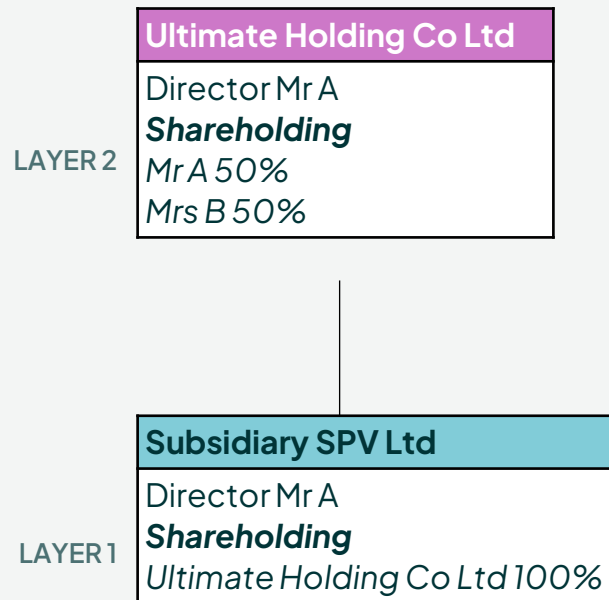 Ultimate Holding Co Ltd
Director Mr A
Shareholding
LAYER 2
Mr A 50%
Mrs B 50%
Subsidiary SPV Ltd
Director Mr A
Shareholding
LAYER 1
Ultimate Holding Co Ltd 100%